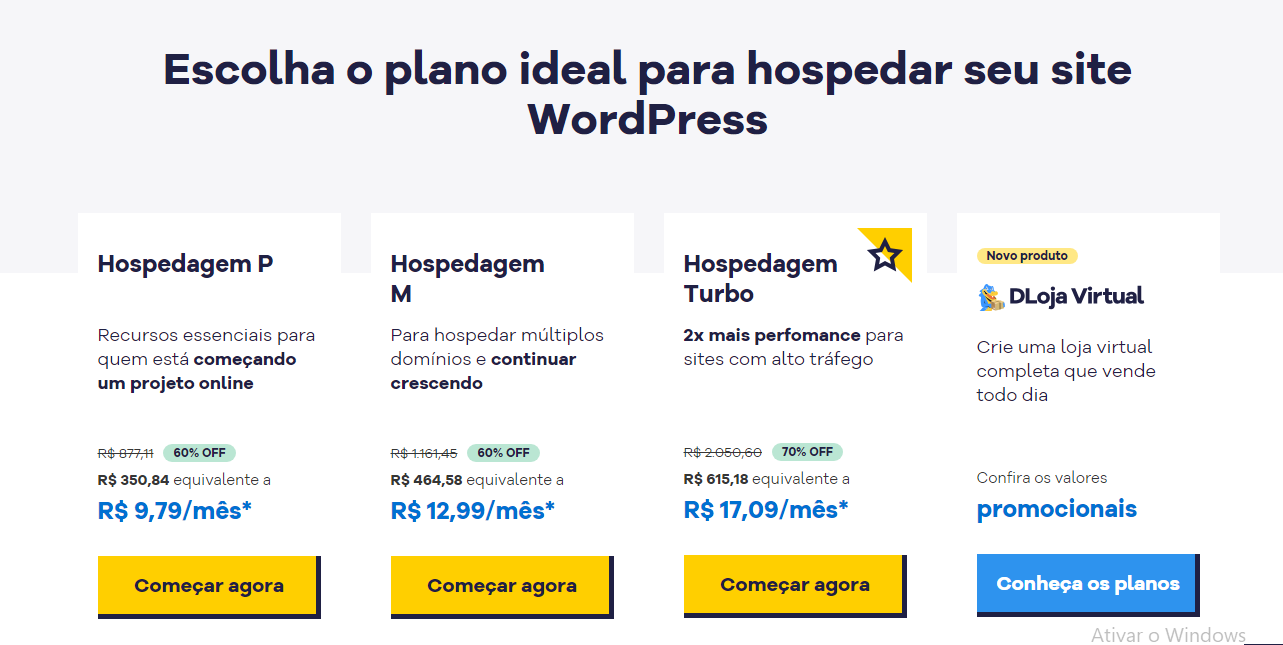 Escolha o plano ideal para hospedar seu site
WordPress
Hospedagem P
Recursos essenciais para
quem está começando
um projeto online
R$ 877,11 60% OFF
R$ 350,84 equivalente a
R$ 9,79/mês*
Começar agora
Hospedagem
M
Para hospedar múltiplos
domínios e continuar
crescendo
R$ 1.161,45 60% OFF
R$ 464,58 equivalente a
R$ 12,99/mês*
Começar agora
Hospedagem
Turbo
2x mais perfomance para
sites com alto tráfego
R$ 2.050,60 70% OFF
R$ 615,18 equivalente a
R$ 17,09/mês*
Começar agora
Novo produto
DLoja Virtual
Crie uma loja virtual
completa que vende
todo dia
Confira os valores
promocionais
Conheça os planos
Ativar o Windows